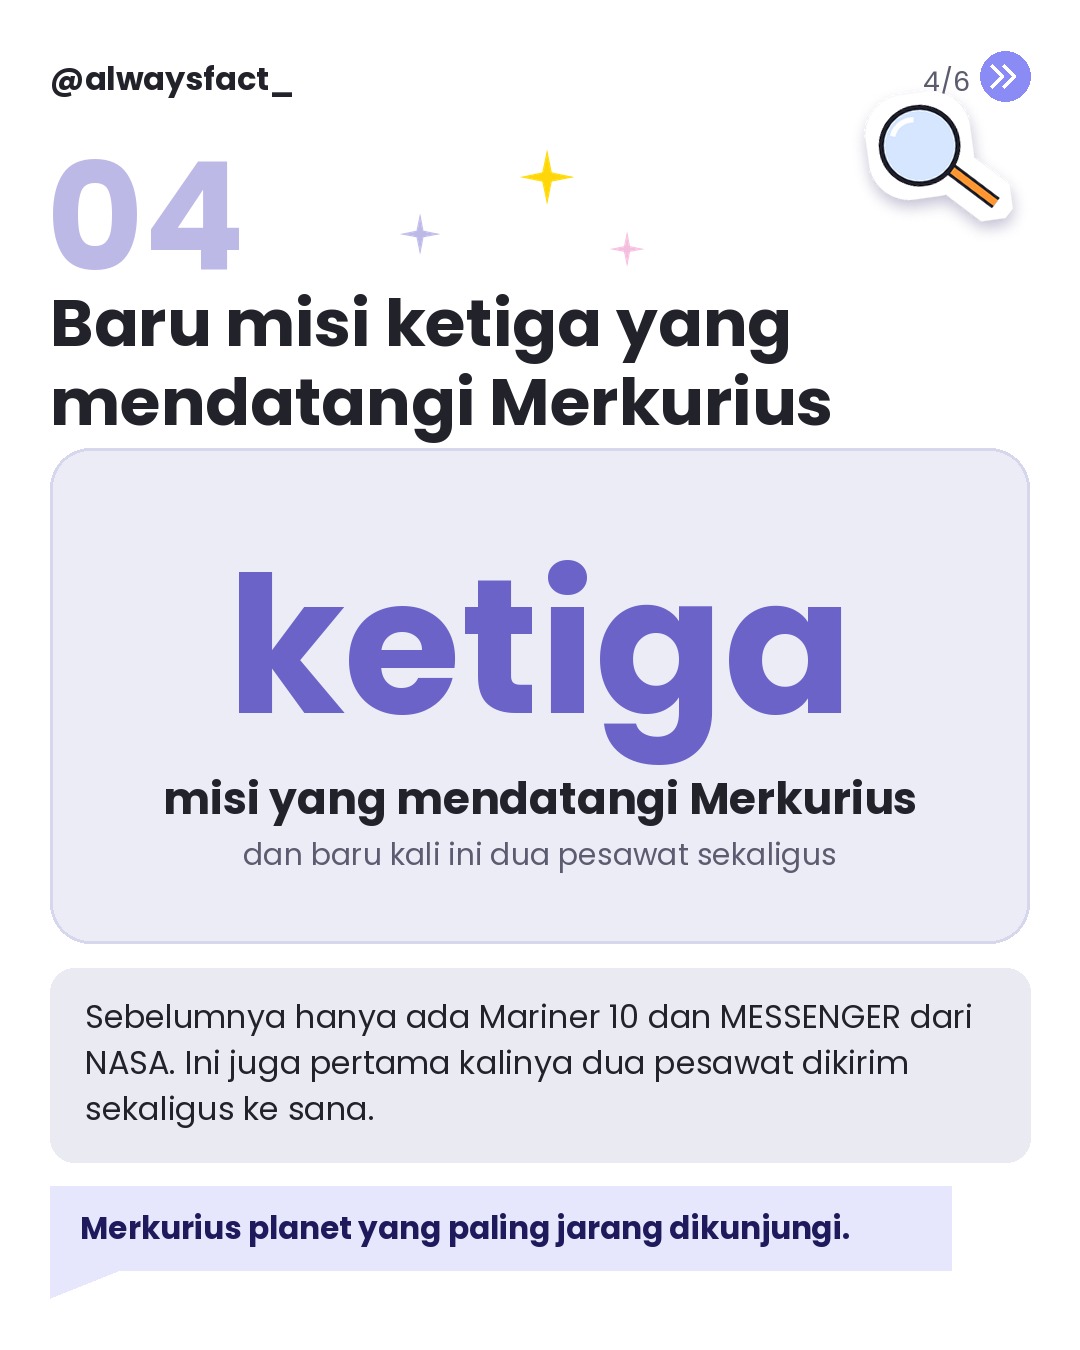 @alwaysfact_
4/6
04
Baru misi ketiga yang
mendatangi Merkurius
ketiga
misi yang mendatangi Merkurius
dan baru kali ini dua pesawat sekaligus
Sebelumnya hanya ada Mariner 10 dan MESSENGER dari
NASA. Ini juga pertama kalinya dua pesawat dikirim
sekaligus ke sana.
Merkurius planet yang paling jarang dikunjungi.